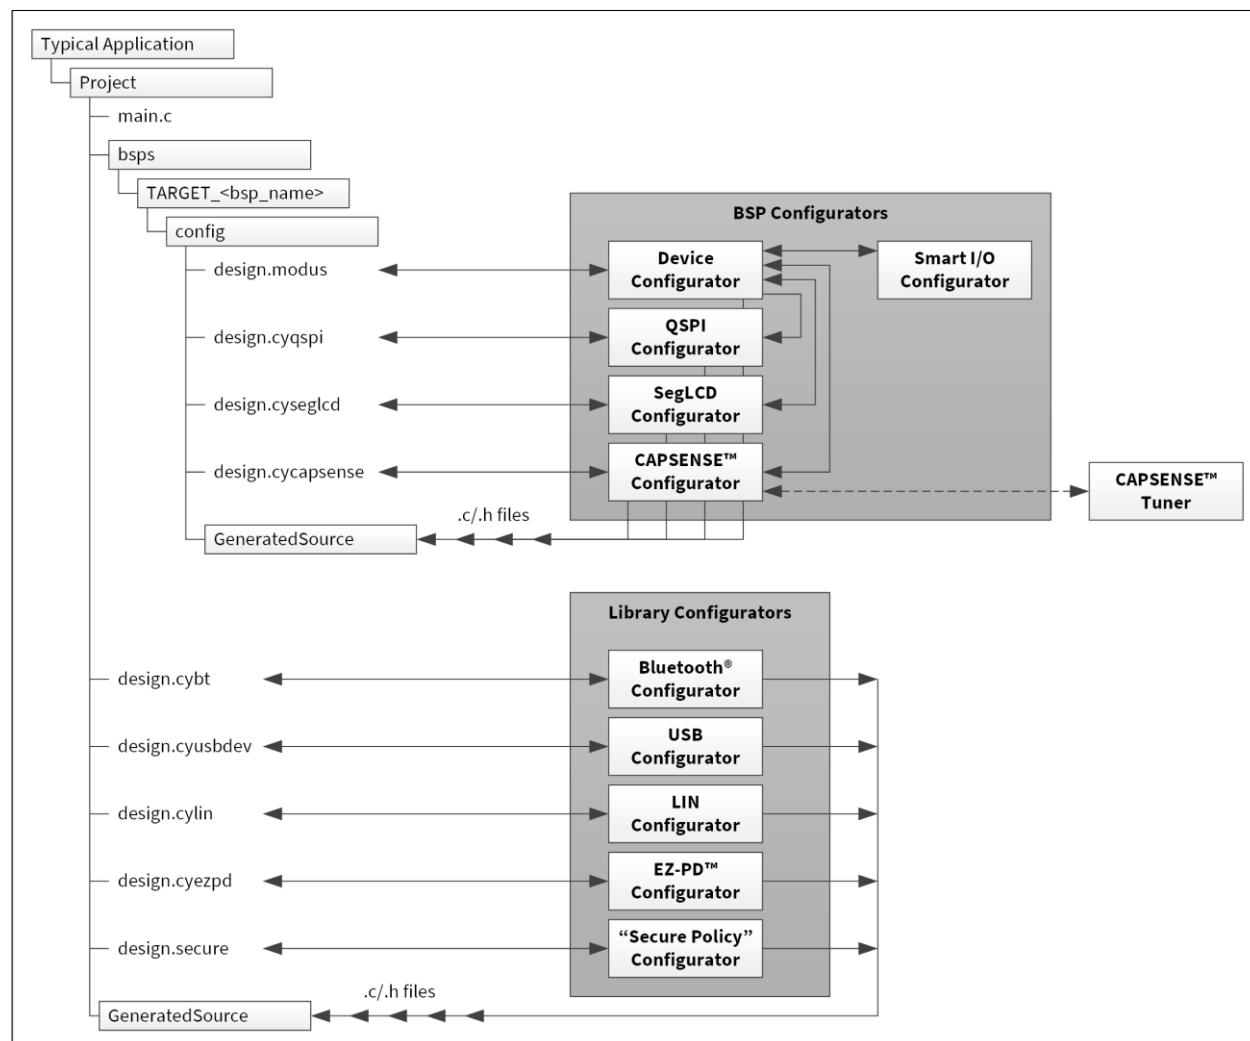 Typical Application
Project
main.c
bsps
TARGET_<bsp_name>
config
design.modus
design.cyqspi
design.cyseglcd
design.cycapsense
.c/.h files
GeneratedSource
BSP Configurators
Device
Configurator
Smart I/O
Configurator
QSPI
Configurator
SegLCD
Configurator
CAPSENSE™
Configurator
CAPSENSE™
Tuner
Library Configurators
design.cybt
Bluetooth®
Configurator
design.cyusbdev
USB
Configurator
design.cylin
LIN
Configurator
design.cyezpd
EZ-PD™
Configurator
design.secure
“Secure Policy”
Configurator
.c/.h files
GeneratedSource